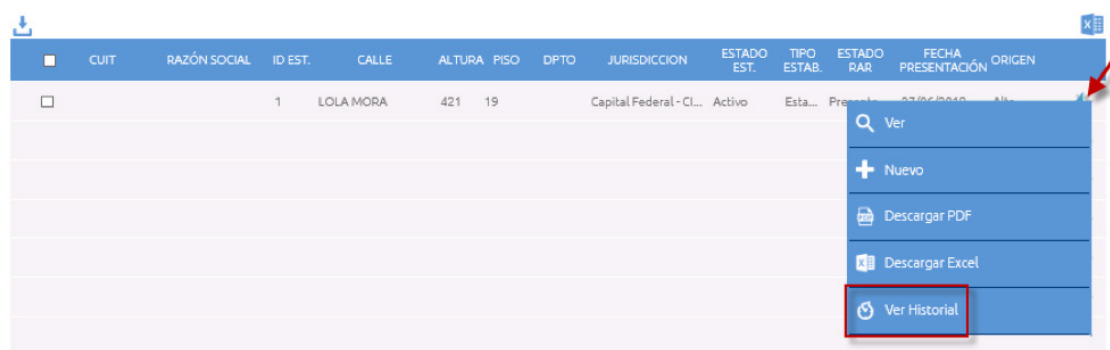 CUIT RAZÓN SOCIAL ID EST. CALLE ALTURA PISO DPTO JURISDICCION ESTADO EST. TIPO ESTAB. ESTADO RAR FECHA PRESENTACIÓN ORIGEN
1 LOLA MORA 421 19 Capital Federal - CI... Activo Esta...
Ver
Nuevo
Descargar PDF
Descargar Excel
Ver Historial